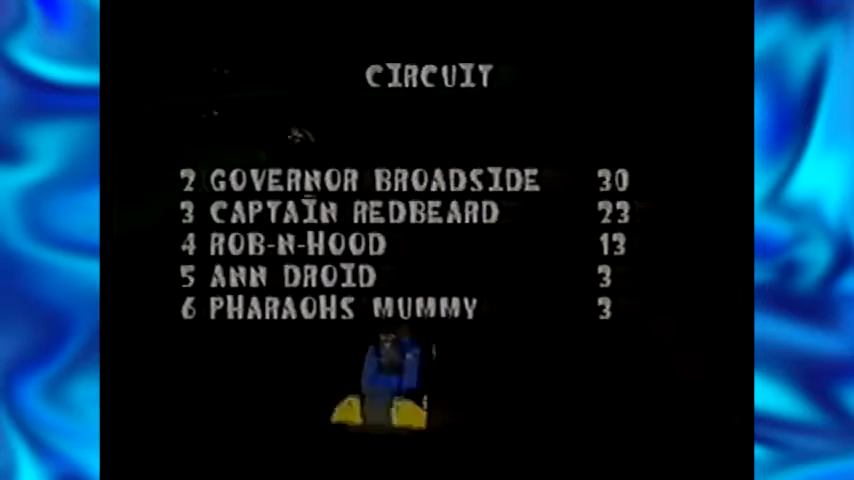 CIRCUIT
2 GOVERNOR BROADSIDE 30
3 CAPTAIN REDBEARD 23
4 ROB-N-HOOD 13
5 ANN DROID 3
6 PHARAOHS MUMMY 3